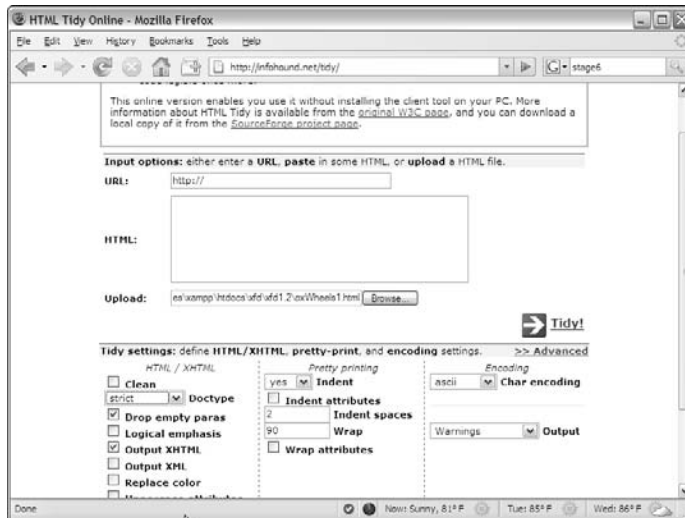 HTML Tidy Online - Mozilla Firefox
File Edit View History Bookmarks Tools Help
http://infohound.net/tidy/
G stage6
This online version enables you use it without installing the client tool on your PC. More
information about HTML Tidy is available from the original W3C page, and you can download a
local copy of it from the SourceForge project page.
Input options: either enter a URL, paste in some HTML, or upload a HTML file.
URL: http://
HTML:
Upload: es\xampp\htdocs\xfd\xfd1.2\oxWheels1.html Browse...
Tidy!
Tidy settings: define HTML/XHTML, pretty-print, and encoding settings. >> Advanced
HTML / XHTML Pretty printing Encoding
Clean yes Indent ascii Char encoding
strict Doctype Indent attributes
Drop empty paras 2 Indent spaces
Logical emphasis 90 Wrap Warnings Output
Output XHTML Wrap attributes
Output XML
Replace color
Done Now: Sunny, 81° F Tue: 85° F Wed: 86° F